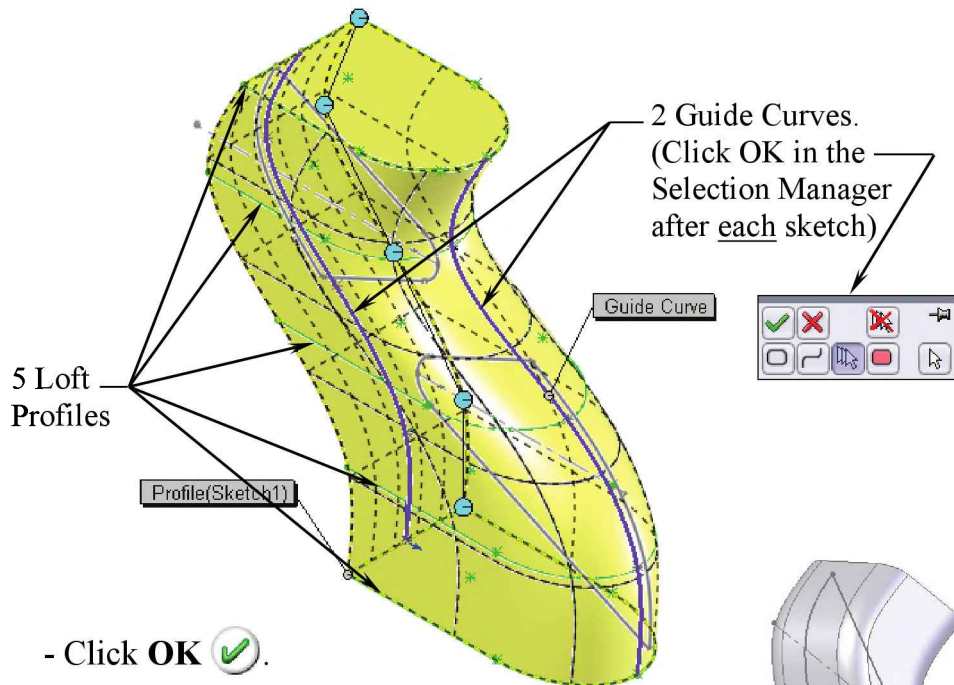 2 Guide Curves.
(Click OK in the
Selection Manager
after each sketch)
Guide Curve
5 Loft
Profiles
Profile(Sketch1)
- Click OK .